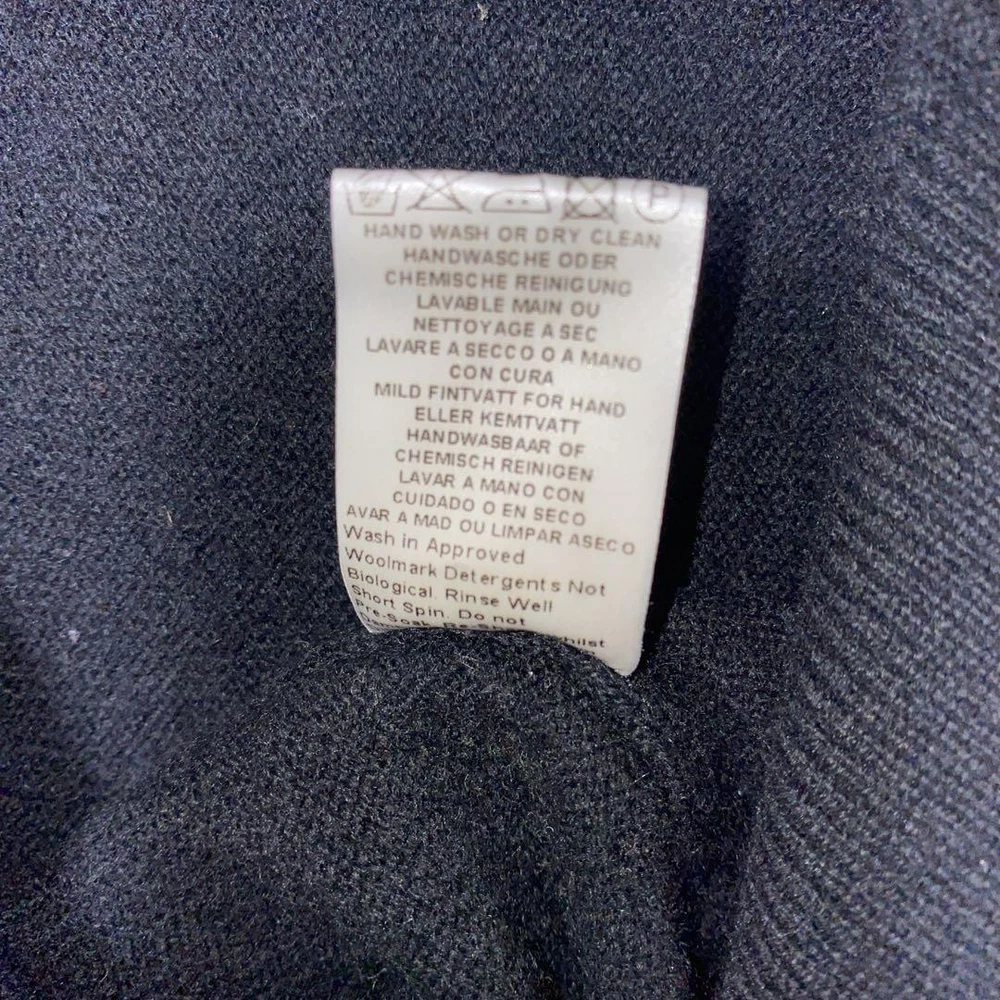 P
HAND WASH OR DRY CLEAN
HANDWASCHE ODER
CHEMISCHE REINIGUNG
LAVABLE MAIN OU
NETTOYAGE A SEC
LAVARE A SECCO O A MANO
CON CURA
MILD FINTVATT FOR HAND
ELLER KEMTVATT
HANDWASBAAR OF
CHEMISCH REINIGEN
LAVAR A MANO CON
CUIDADO O EN SECO
AVAR A MAD OU LIMPAR ASECO
Wash in Approved
Woolmark Detergents Not
Biological. Rinse Well
Short Spin. Do not
Pre-Soak.